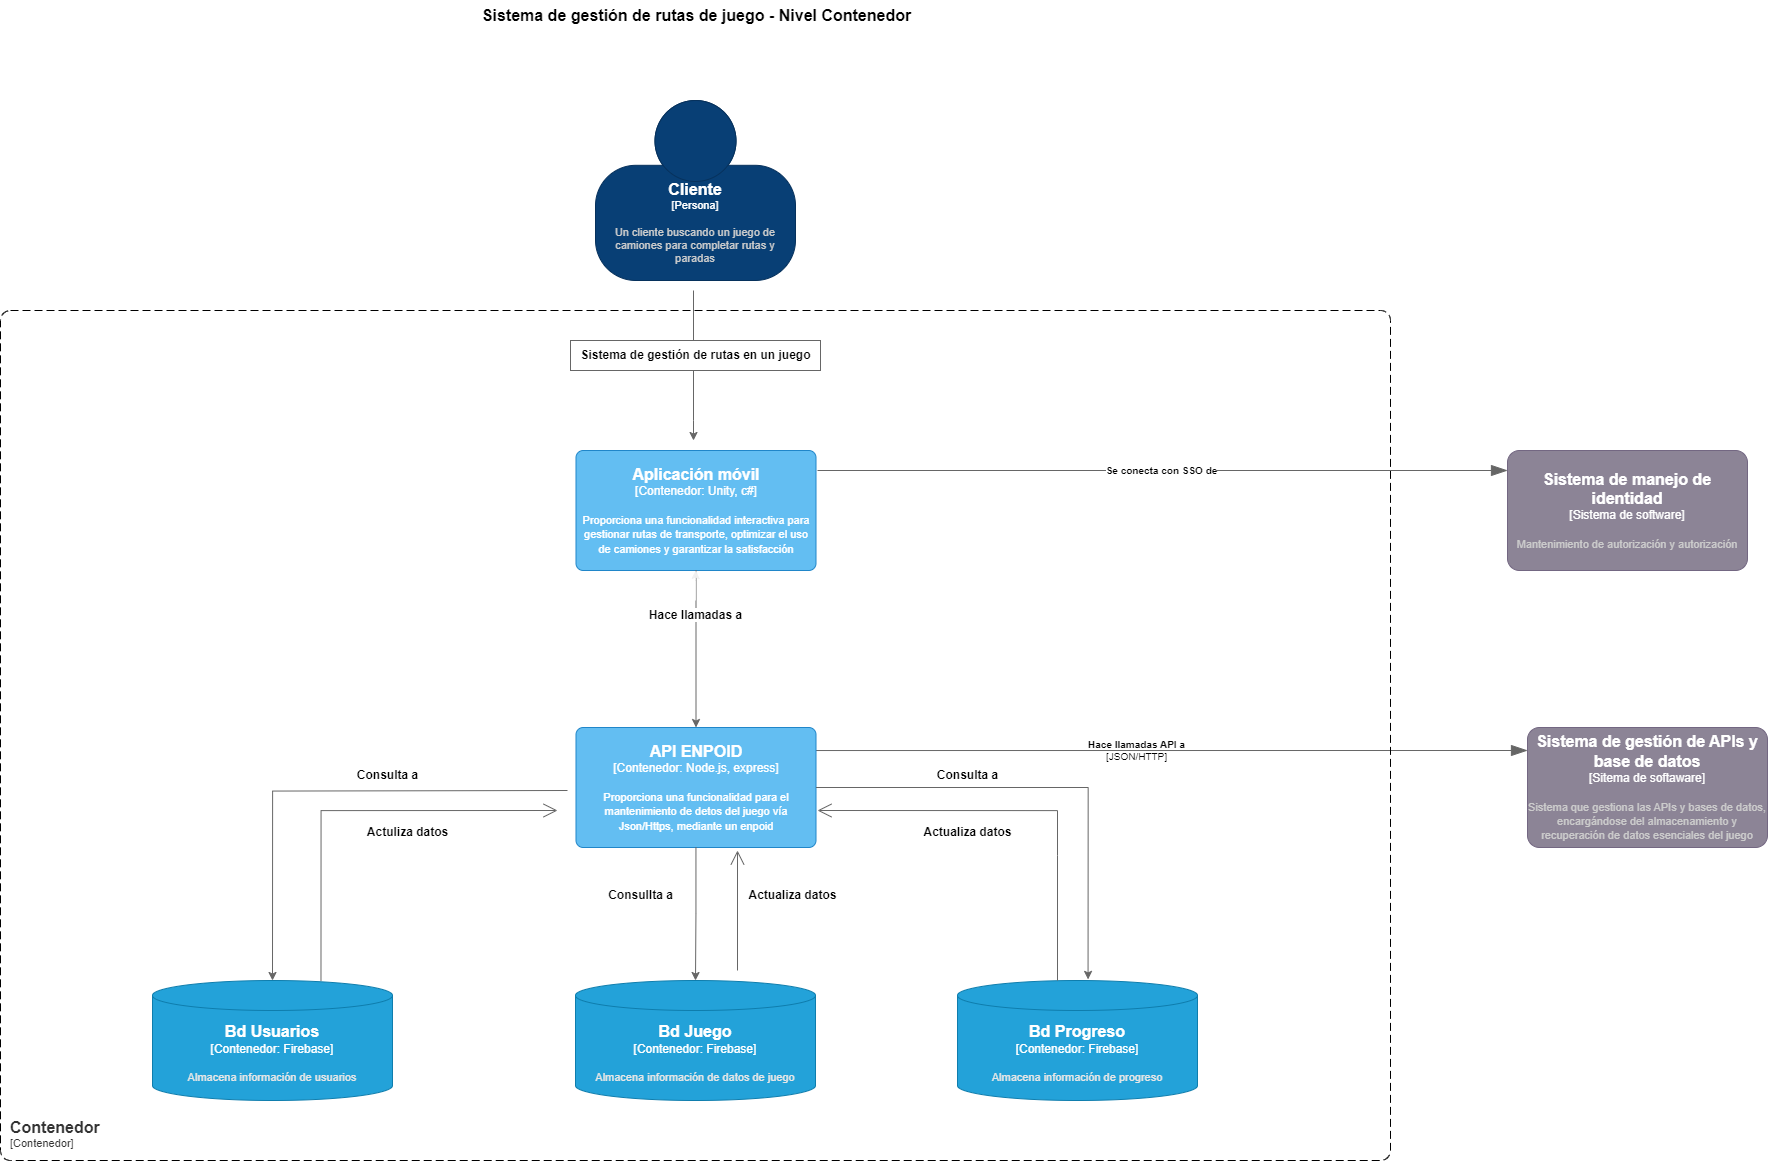 Sistema de gestión de rutas de juego - Nivel Contenedor
Cliente
[Persona]
Un cliente buscando un juego de
camiones para completar rutas y
paradas
Sistema de gestión de rutas en un juego
Aplicación móvil
[Contenedor: Unity, c#]
Proporciona una funcionalidad interactiva para
gestionar rutas de transporte, optimizar el uso
de camiones y garantizar la satisfacción
Se conecta con SSO de
Sistema de manejo de
identidad
[Sistema de software]
Mantenimiento de autorización y autorización
Hace llamadas a
API ENPOID
[Contenedor: Node.js, express]
Proporciona una funcionalidad para el
mantenimiento de detos del juego vía
Json/Https, mediante un enpoid
Hace llamadas API a
[JSON/HTTP]
Sistema de gestión de APIs y
base de datos
[Sitema de softaware]
Sistema que gestiona las APIs y bases de datos,
encargándose del almacenamiento y
recuperación de datos esenciales del juego
Consulta a
Actuliza datos
Consulta a
Actualiza datos
Consullta a
Actualiza datos
Bd Usuarios
[Contenedor: Firebase]
Almacena información de usuarios
Bd Juego
[Contenedor: Firebase]
Almacena información de datos de juego
Bd Progreso
[Contenedor: Firebase]
Almacena información de progreso
Contenedor
[Contenedor]